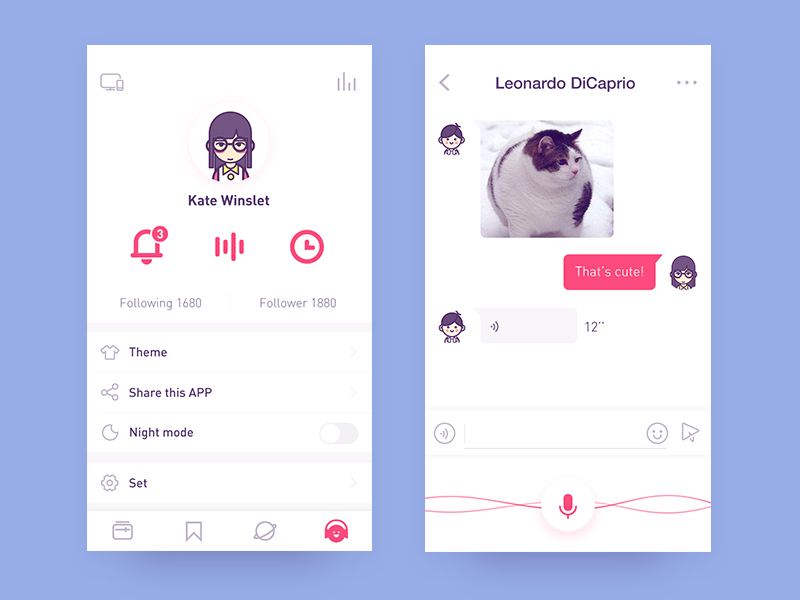 Kate Winslet
3
Following 1680
Follower 1880
Theme
Share this APP
Night mode
Set
Leonardo DiCaprio
That's cute!
12''